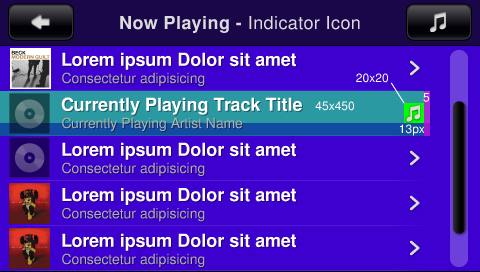 Now Playing - Indicator Icon
BECK
MODERN GUILT
Lorem ipsum Dolor sit amet
Consectetur adipisicing
20x20
Currently Playing Track Title 45x450
5
Currently Playing Artist Name
13px
Lorem ipsum Dolor sit amet
Consectetur adipisicing
Lorem ipsum Dolor sit amet
Consectetur adipisicing
Lorem ipsum Dolor sit amet
Consectetur adipisicing